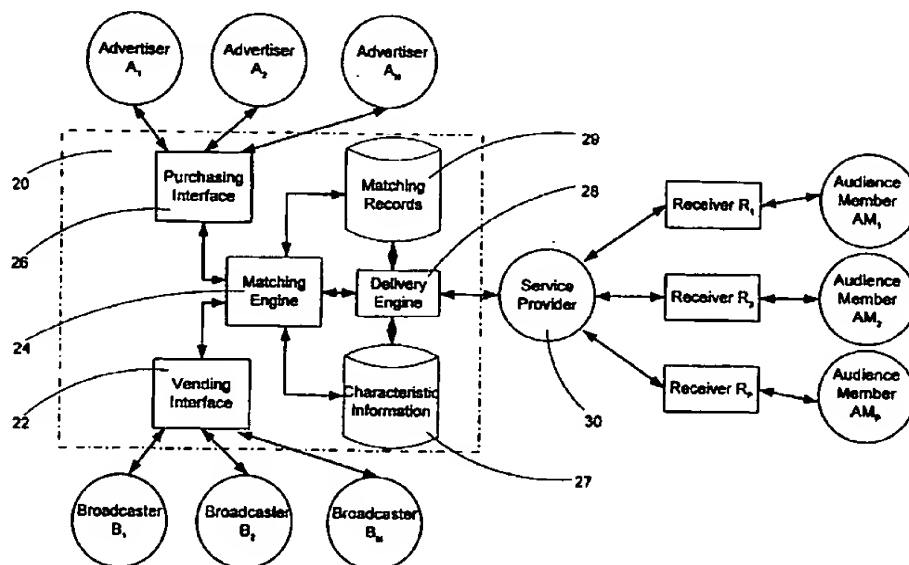 Advertiser
A₁
Advertiser
A₂
Advertiser
Aₙ
20
Purchasing
Interface
26
Matching
Records
29
28
Matching
Engine
24
Delivery
Engine
Service
Provider
30
Receiver R₁
Audience
Member
AM₁
Receiver R₂
Audience
Member
AM₂
Receiver Rₚ
Audience
Member
AMₚ
Vending
Interface
22
Characteristic
Information
27
Broadcaster
B₁
Broadcaster
B₂
Broadcaster